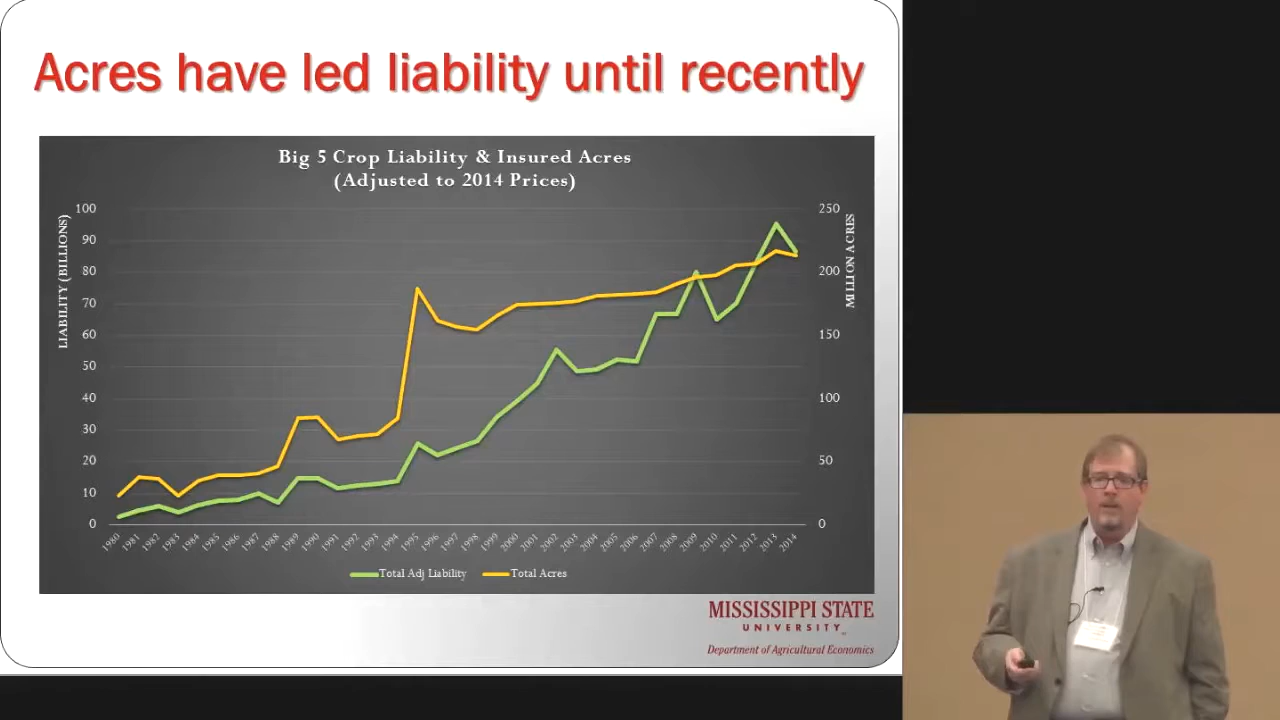 Acres have led liability until recently
Big 5 Crop Liability & Insured Acres
(Adjusted to 2014 Prices)
LIABILITY (BILLIONS)
100
90
80
70
60
50
40
30
20
10
0
250
200
150
100
50
0
MILLION ACRES
1980 1981 1982 1983 1984 1985 1986 1987 1988 1989 1990 1991 1992 1993 1994 1995 1996 1997 1998 1999 2000 2001 2002 2003 2004 2005 2006 2007 2008 2009 2010 2011 2012 2013 2014
Total Adj Liability Total Acres
MISSISSIPPI STATE
UNIVERSITY
Department of Agricultural Economics